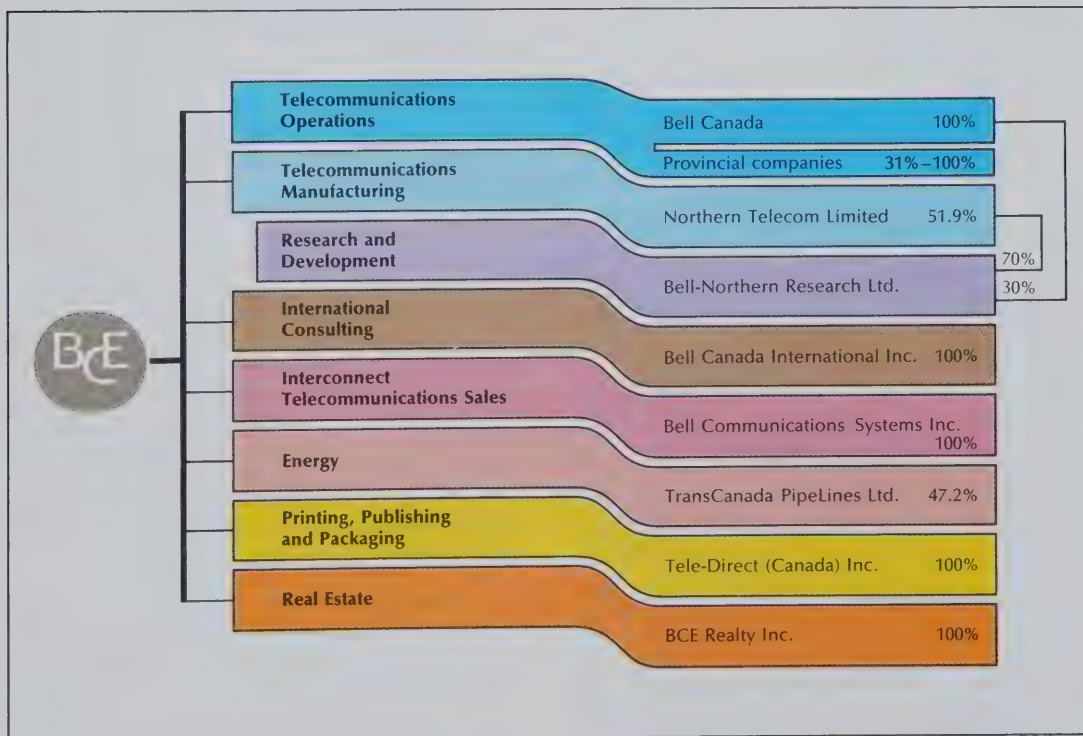 BCE
Telecommunications
Operations
Bell Canada 100%
Provincial companies 31%–100%
Telecommunications
Manufacturing
Northern Telecom Limited 51.9%
Research and
Development
Bell-Northern Research Ltd.
70%
30%
International
Consulting
Bell Canada International Inc. 100%
Interconnect
Telecommunications Sales
Bell Communications Systems Inc.
100%
Energy
TransCanada PipeLines Ltd. 47.2%
Printing, Publishing
and Packaging
Tele-Direct (Canada) Inc. 100%
Real Estate
BCE Realty Inc. 100%